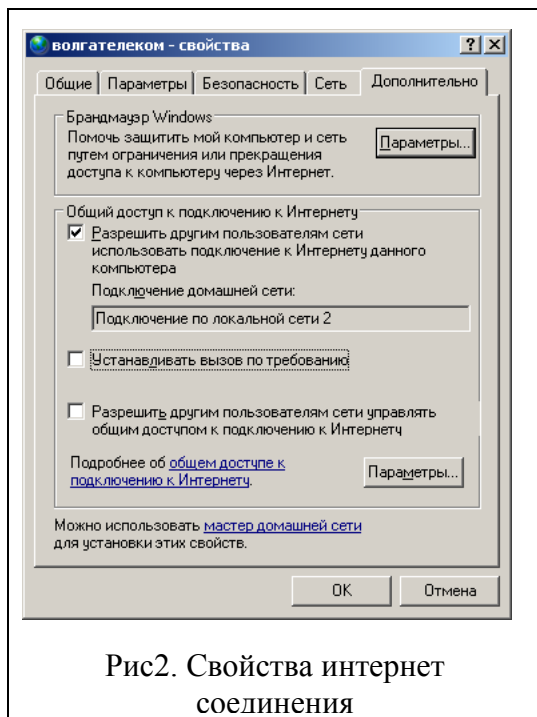 волгателеком - свойства
Общие Параметры Безопасность Сеть Дополнительно
Брандмауэр Windows
Помочь защитить мой компьютер и сеть
путем ограничения или прекращения
доступа к компьютеру через Интернет.
Параметры...
Общий доступ к подключению к Интернету
Разрешить другим пользователям сети
использовать подключение к Интернету данного
компьютера
Подключение домашней сети:
Подключение по локальной сети 2
Устанавливать вызов по требованию
Разрешить другим пользователям сети управлять
общим доступом к подключению к Интернету
Подробнее об общем доступе к
подключению к Интернету.
Параметры...
Можно использовать мастер домашней сети
для установки этих свойств.
OK Отмена
Рис2. Свойства интернет
соединения